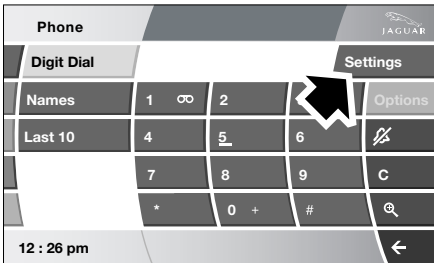 Phone
JAGUAR
Digit Dial
Settings
Names
1
2
Options
Last 10
4
5
6
7
8
9
C
*
0 +
#
12 : 26 pm